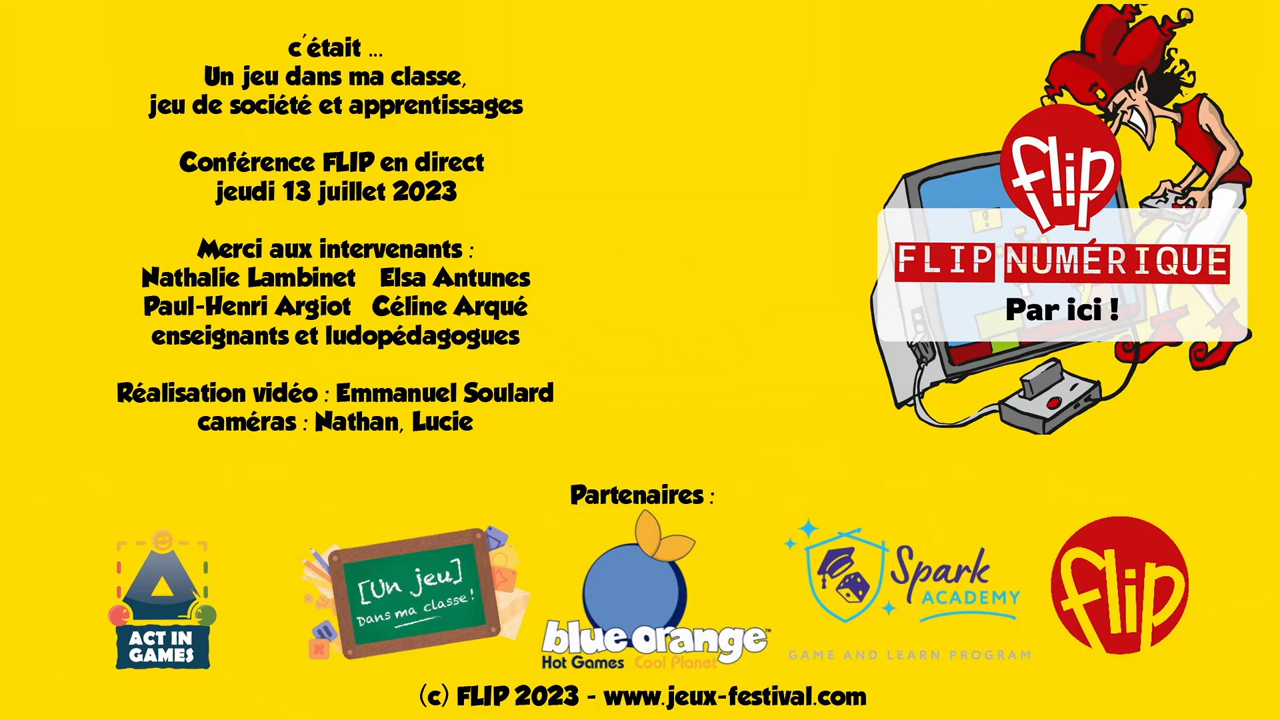 c'était ...
Un jeu dans ma classe,
jeu de société et apprentissages
Conférence FLIP en direct
jeudi 13 juillet 2023
Merci aux intervenants :
Nathalie Lambinet Elsa Antunes
Paul-Henri Argiot Céline Arqué
enseignants et ludopédagogues
Réalisation vidéo : Emmanuel Soulard
caméras : Nathan, Lucie
flip
FLIP NUMÉRIQUE
Par ici !
Partenaires :
ACT IN
GAMES
[Un jeu]
Dans ma classe!
blue orange™
Hot Games Cool Planet
Spark
ACADEMY
GAME AND LEARN PROGRAM
flip
(c) FLIP 2023 - www.jeux-festival.com